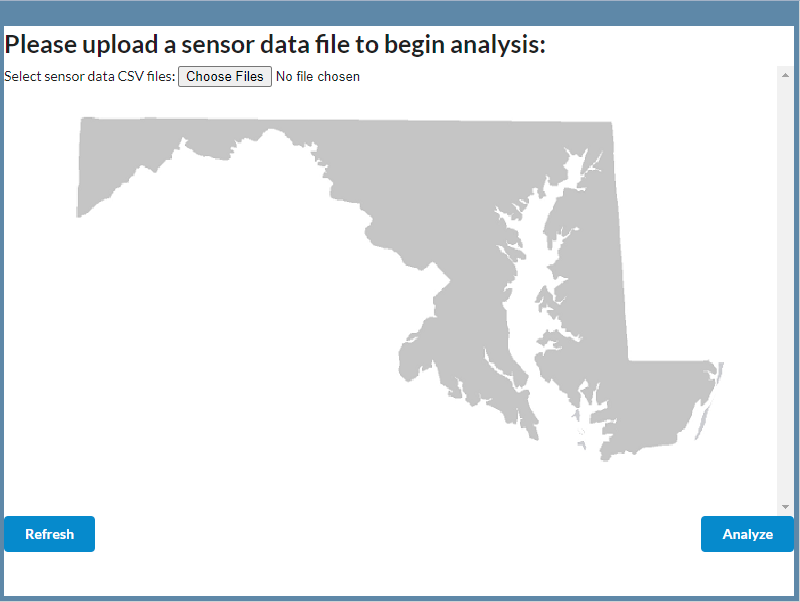 Please upload a sensor data file to begin analysis:
Select sensor data CSV files: Choose Files No file chosen
Refresh Analyze